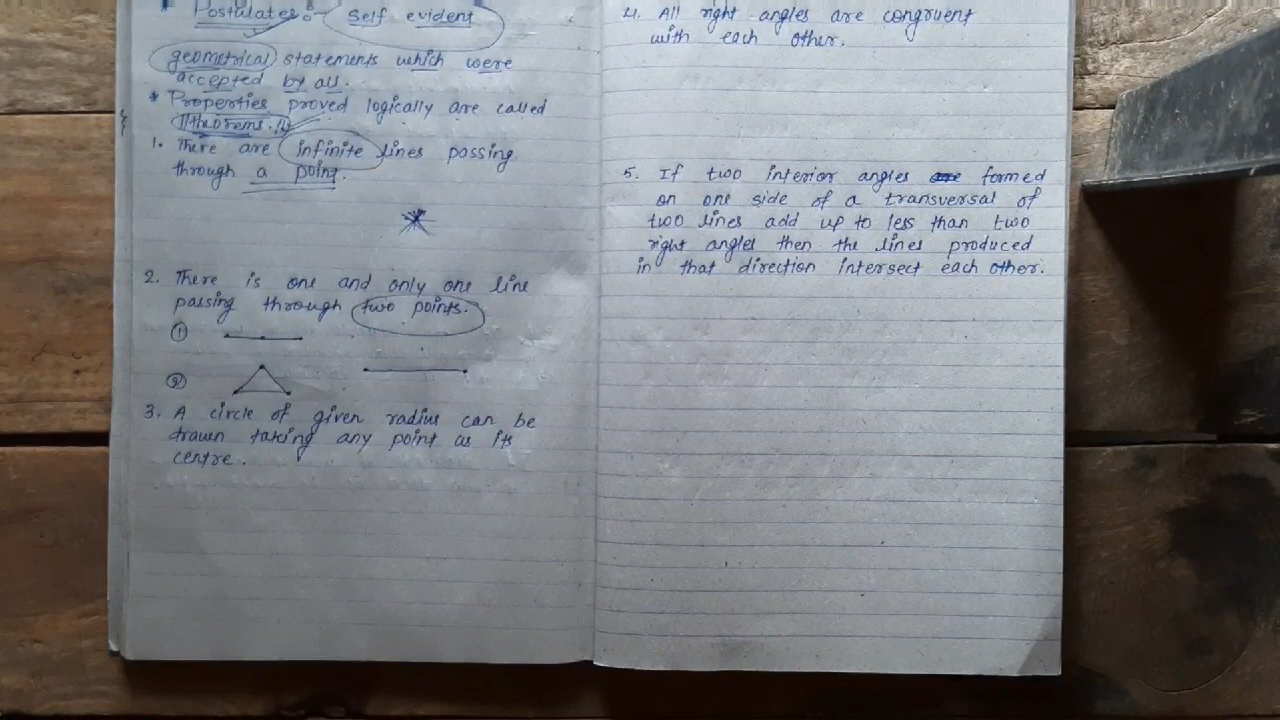 Postulates :- Self evident
geometrical statements which were
accepted by all.
* Properties proved logically are called
Theorems.
1. There are infinite lines passing
through a point.
2. There is one and only one line
passing through two points.
①
②
3. A circle of given radius can be
drawn taking any point as its
centre.
4. All right angles are congruent
with each other.
5. If two interior angles formed
on one side of a transversal of
two lines add up to less than two
right angles then the lines produced
in that direction intersect each other.